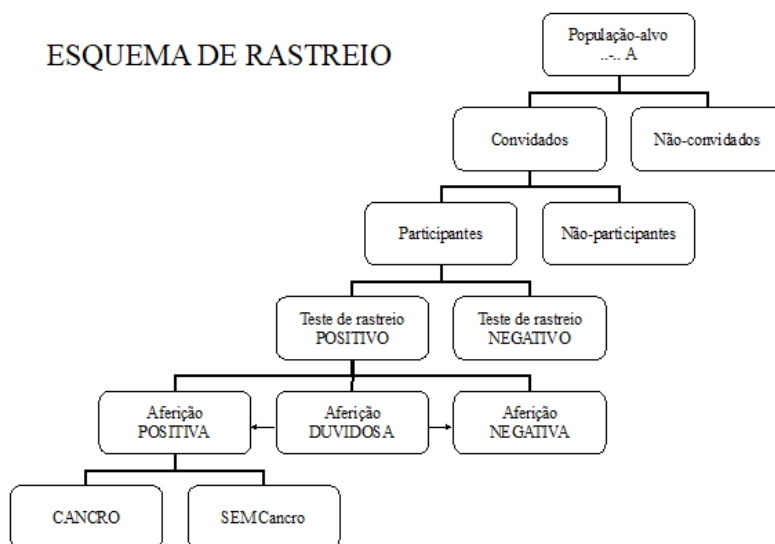 ESQUEMA DE RASTREIO
População-alvo
..-.. A
Convidados
Não-convidados
Participantes
Não-participantes
Teste de rastreio
POSITIVO
Teste de rastreio
NEGATIVO
Aferição
POSITIVA
Aferição
DUVIDOSA
Aferição
NEGATIVA
CANCRO
SEM Cancro